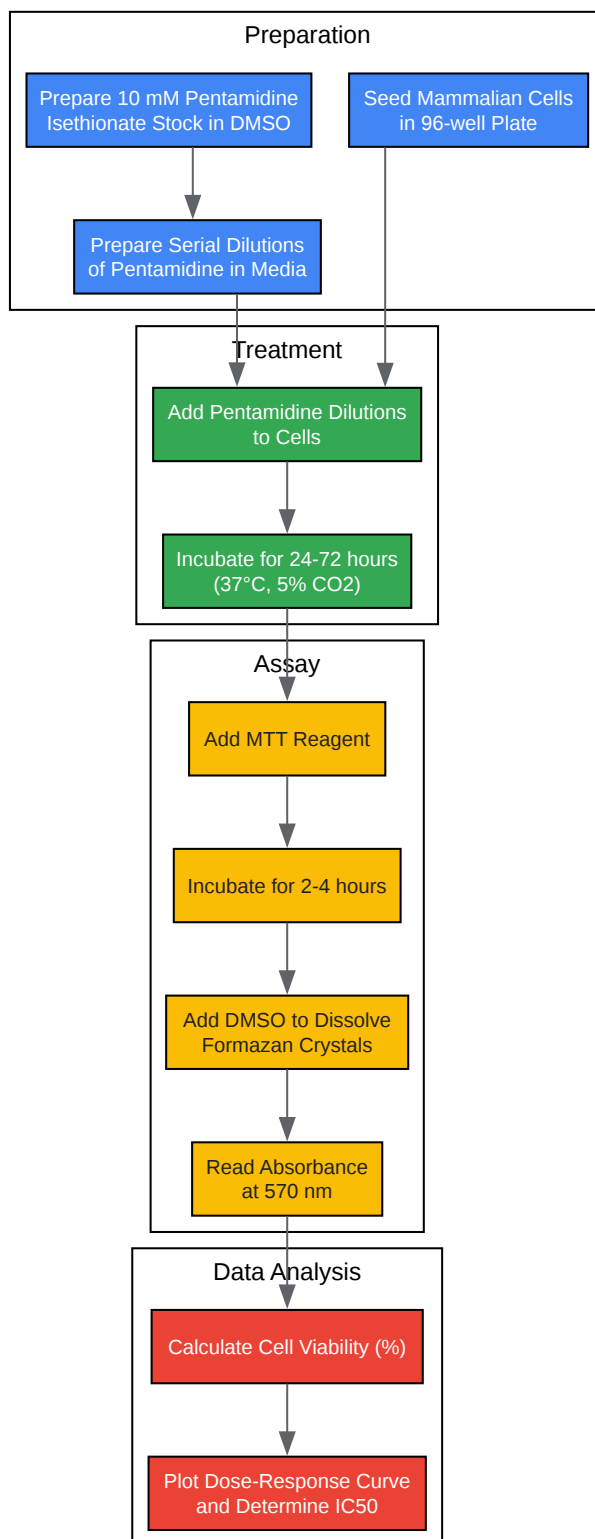 Preparation
Prepare 10 mM Pentamidine
Isethionate Stock in DMSO
Seed Mammalian Cells
in 96-well Plate
Prepare Serial Dilutions
of Pentamidine in Media
Treatment
Add Pentamidine Dilutions
to Cells
Incubate for 24-72 hours
(37°C, 5% CO2)
Assay
Add MTT Reagent
Incubate for 2-4 hours
Add DMSO to Dissolve
Formazan Crystals
Read Absorbance
at 570 nm
Data Analysis
Calculate Cell Viability (%)
Plot Dose-Response Curve
and Determine IC50